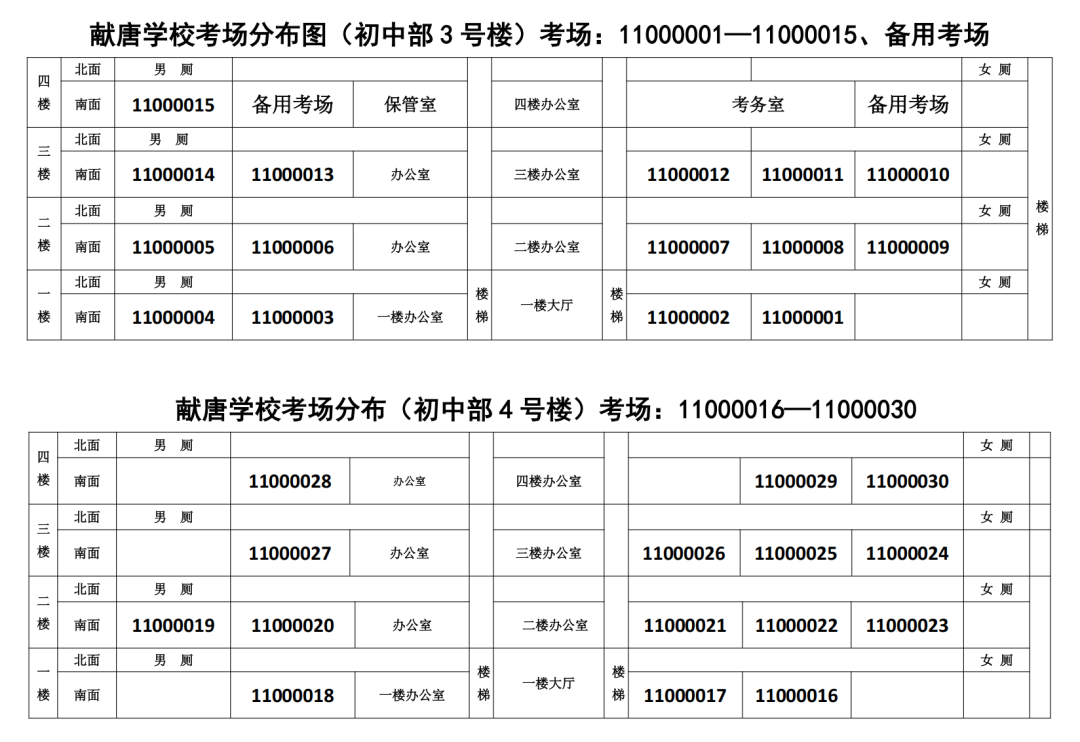 献唐学校考场分布图（初中部 3 号楼）考场：11000001—11000015、备用考场
四楼 北面 男 厕 女 厕
南面 11000015 备用考场 保管室 四楼办公室 考务室 备用考场
三楼 北面 男 厕 女 厕
南面 11000014 11000013 办公室 三楼办公室 11000012 11000011 11000010
二楼 北面 男 厕 女 厕 楼梯
南面 11000005 11000006 办公室 二楼办公室 11000007 11000008 11000009
一楼 北面 男 厕 楼梯 一楼大厅 楼梯 女 厕
南面 11000004 11000003 一楼办公室 11000002 11000001
献唐学校考场分布（初中部 4 号楼）考场：11000016—11000030
四楼 北面 男 厕 女 厕
南面 11000028 办公室 四楼办公室 11000029 11000030
三楼 北面 男 厕 女 厕
南面 11000027 办公室 三楼办公室 11000026 11000025 11000024
二楼 北面 男 厕 女 厕
南面 11000019 11000020 办公室 二楼办公室 11000021 11000022 11000023
一楼 北面 男 厕 楼梯 一楼大厅 楼梯 女 厕
南面 11000018 一楼办公室 11000017 11000016